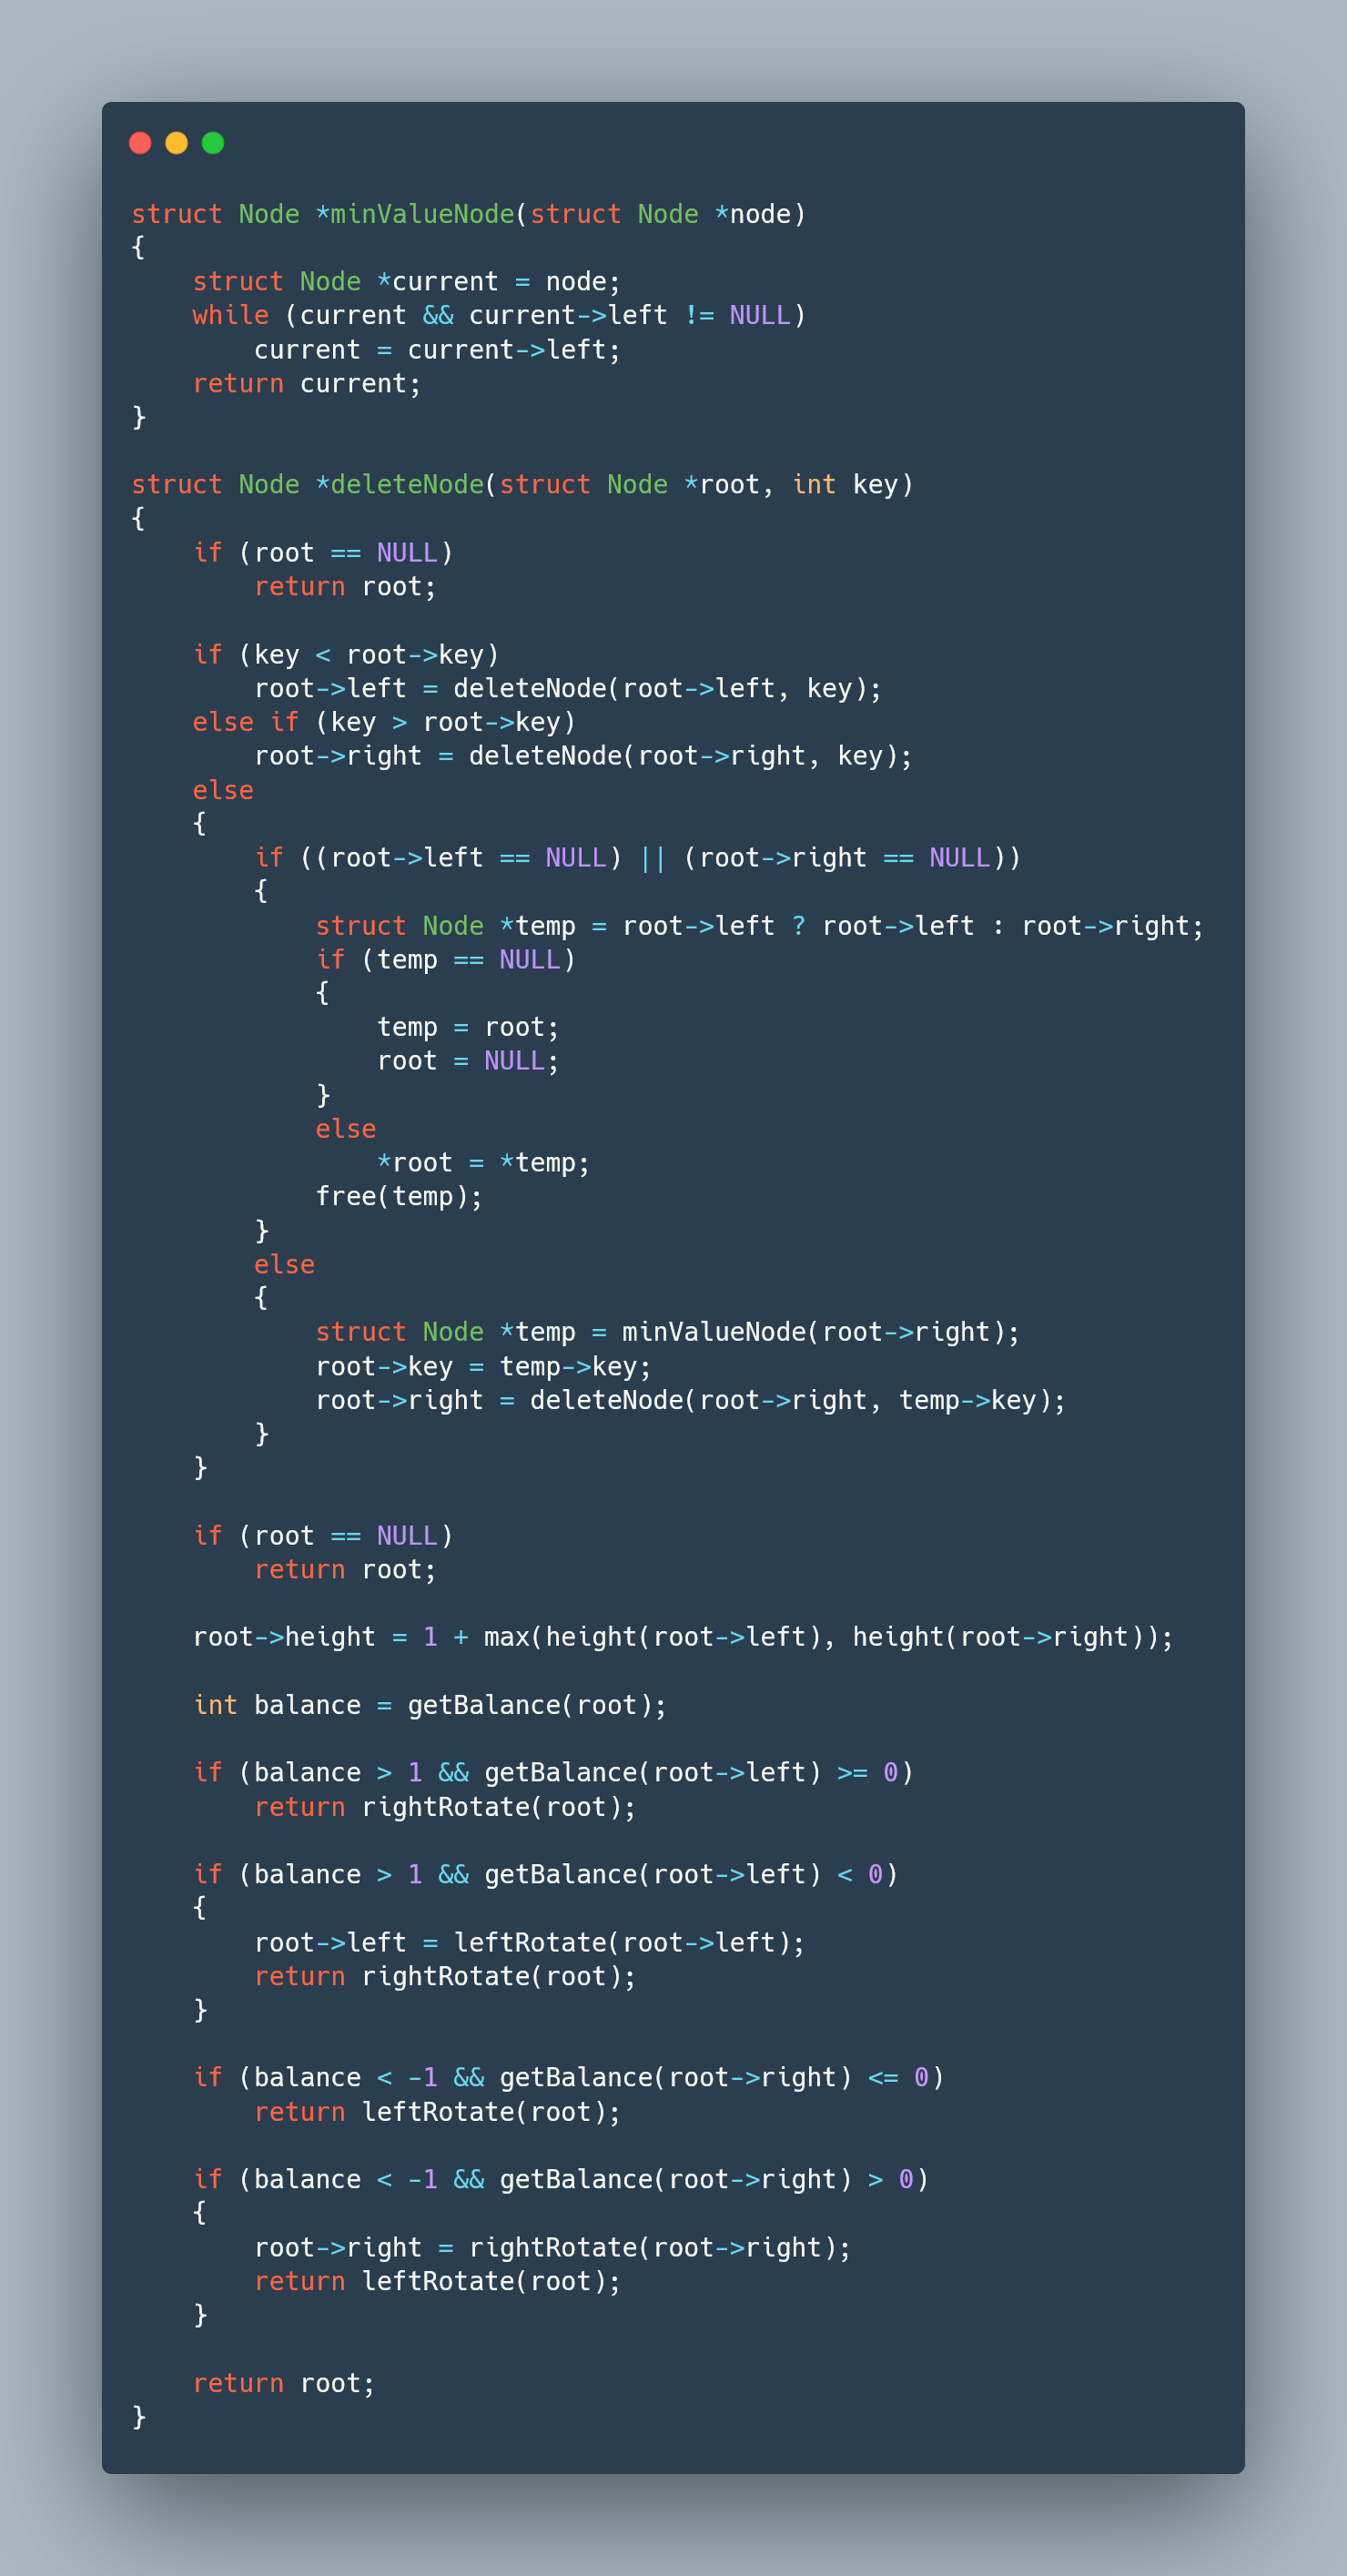 struct Node *minValueNode(struct Node *node)
{
    struct Node *current = node;
    while (current && current->left != NULL)
        current = current->left;
    return current;
}

struct Node *deleteNode(struct Node *root, int key)
{
    if (root == NULL)
        return root;

    if (key < root->key)
        root->left = deleteNode(root->left, key);
    else if (key > root->key)
        root->right = deleteNode(root->right, key);
    else
    {
        if ((root->left == NULL) || (root->right == NULL))
        {
            struct Node *temp = root->left ? root->left : root->right;
            if (temp == NULL)
            {
                temp = root;
                root = NULL;
            }
            else
                *root = *temp;
            free(temp);
        }
        else
        {
            struct Node *temp = minValueNode(root->right);
            root->key = temp->key;
            root->right = deleteNode(root->right, temp->key);
        }
    }

    if (root == NULL)
        return root;

    root->height = 1 + max(height(root->left), height(root->right));

    int balance = getBalance(root);

    if (balance > 1 && getBalance(root->left) >= 0)
        return rightRotate(root);

    if (balance > 1 && getBalance(root->left) < 0)
    {
        root->left = leftRotate(root->left);
        return rightRotate(root);
    }

    if (balance < -1 && getBalance(root->right) <= 0)
        return leftRotate(root);

    if (balance < -1 && getBalance(root->right) > 0)
    {
        root->right = rightRotate(root->right);
        return leftRotate(root);
    }

    return root;
}